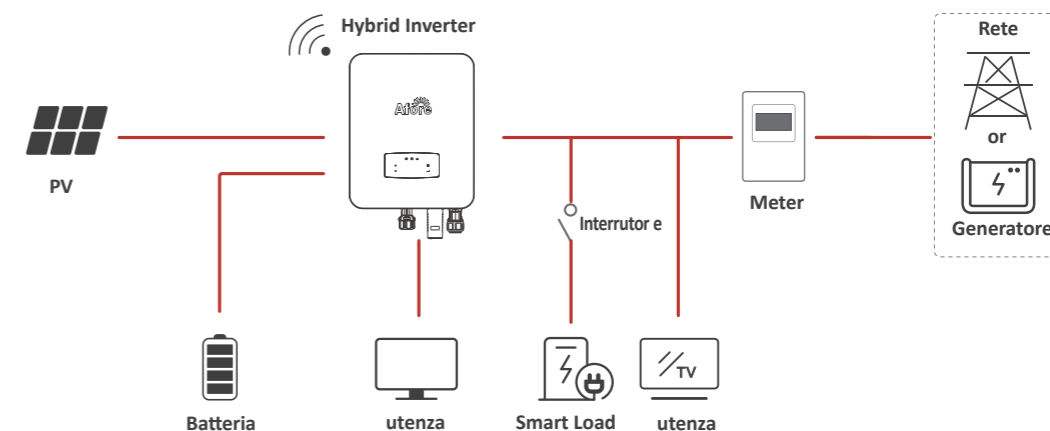 Hybrid Inverter
Rete
Afore
or
PV
Meter
Interrutor e
Generatore
TV
Batteria
utenza
Smart Load
utenza